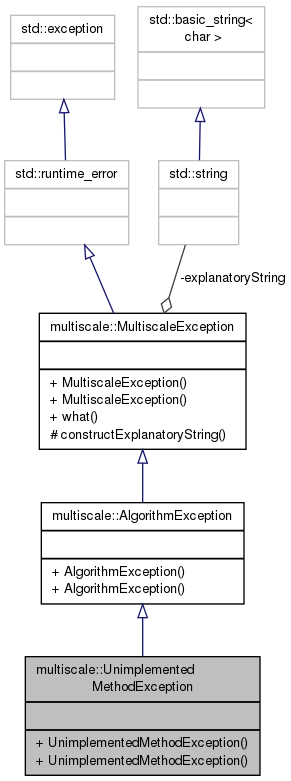 std::exception
std::basic_string<
char >
std::runtime_error
std::string
-explanatoryString
multiscale::MultiscaleException
+ MultiscaleException()
+ MultiscaleException()
+ what()
# constructExplanatoryString()
multiscale::AlgorithmException
+ AlgorithmException()
+ AlgorithmException()
multiscale::Unimplemented
MethodException
+ UnimplementedMethodException()
+ UnimplementedMethodException()